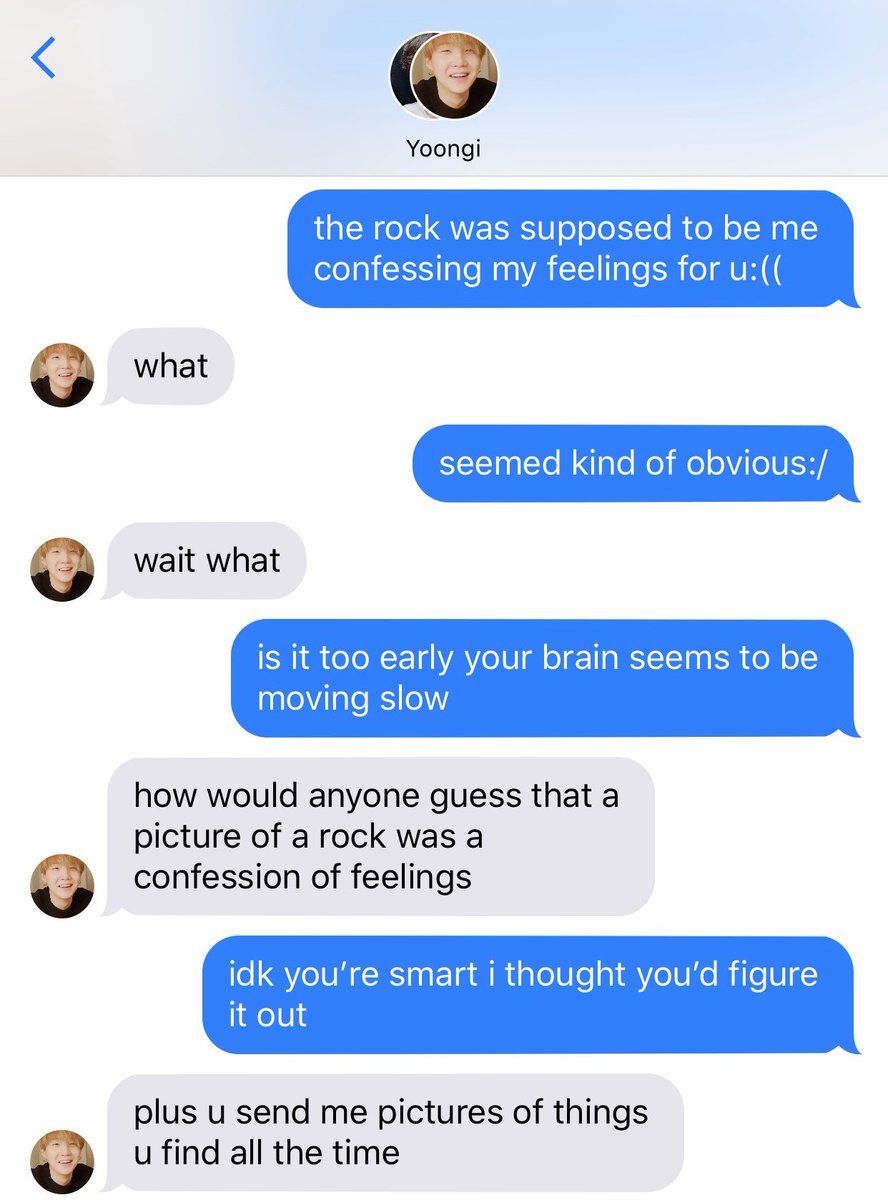 Yoongi
the rock was supposed to be me
confessing my feelings for u:((
what
seemed kind of obvious:/
wait what
is it too early your brain seems to be
moving slow
how would anyone guess that a
picture of a rock was a
confession of feelings
idk you’re smart i thought you’d figure
it out
plus u send me pictures of things
u find all the time